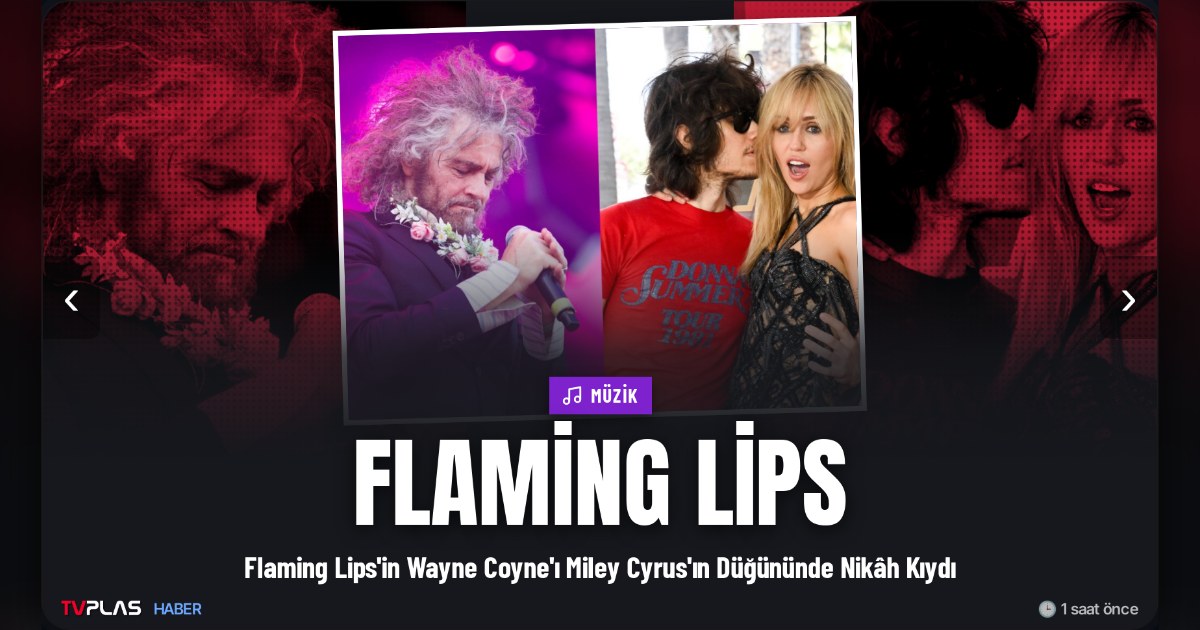 DONNA
SUMMER
TOUR
MÜZİK
FLAMİNG LİPS
Flaming Lips'in Wayne Coyne'ı Miley Cyrus'ın Düğününde Nikâh Kıydı
TVPLAS HABER
1 saat önce